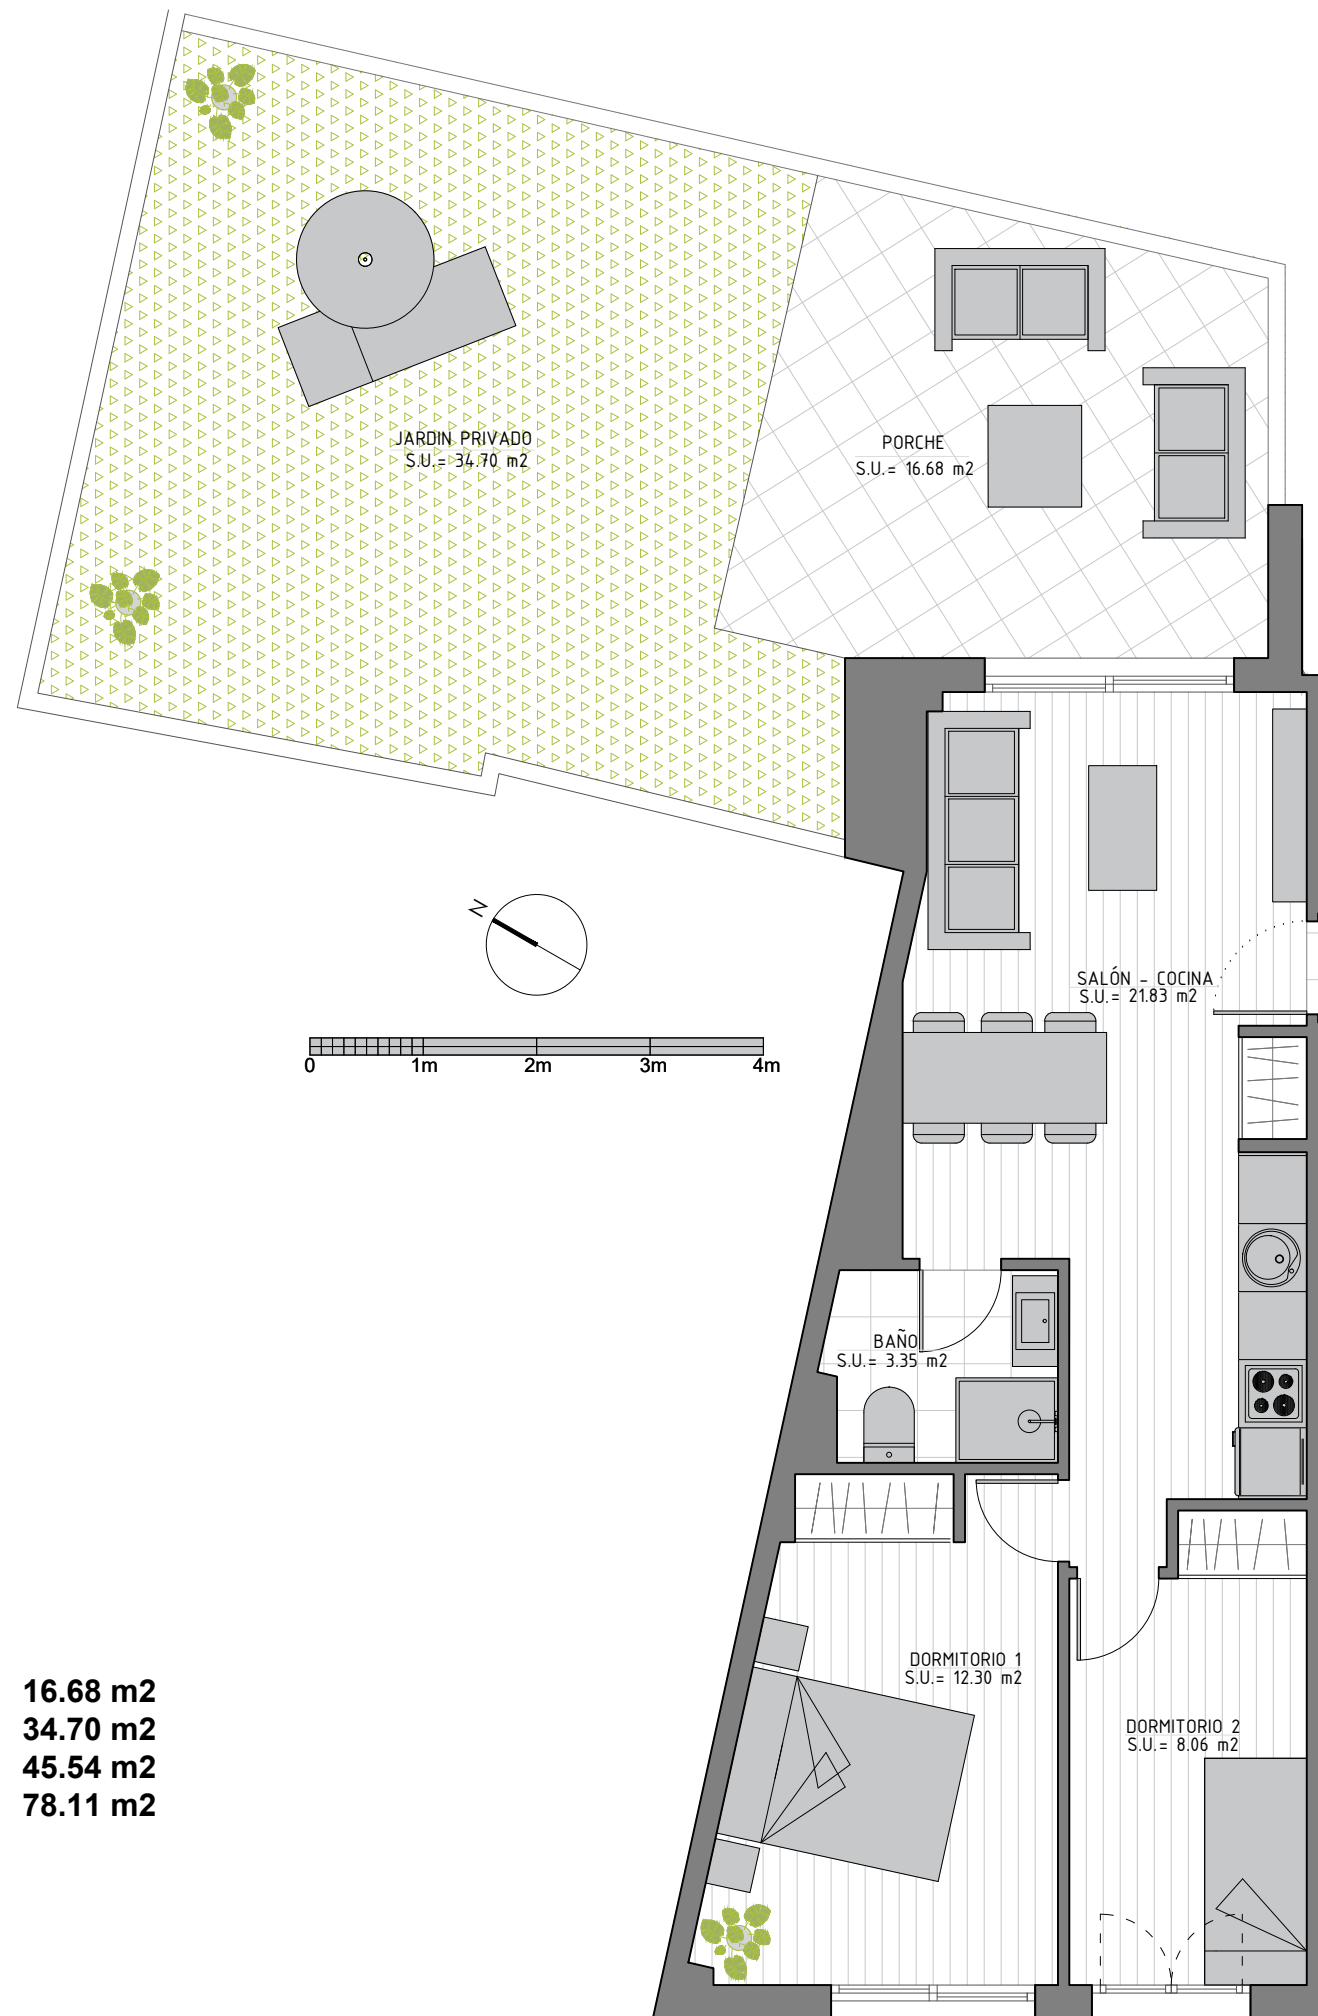 JARDIN PRIVADO
S.U.= 34.70 m2
PORCHE
S.U.= 16.68 m2
N
SALÓN - COCINA
S.U.= 21.83 m2
0 1m 2m 3m 4m
BAÑO
S.U.= 3.35 m2
DORMITORIO 1
S.U.= 12.30 m2
DORMITORIO 2
S.U.= 8.06 m2
16.68 m2
34.70 m2
45.54 m2
78.11 m2